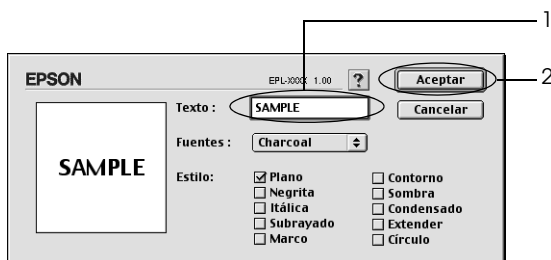 1
EPSON EPL-XXXX 1.00 ? Aceptar 2
Texto : SAMPLE Cancelar
Fuentes : Charcoal
SAMPLE
Estilo: Plano Contorno
Negrita Sombra
Itálica Condensado
Subrayado Extender
Marco Círculo